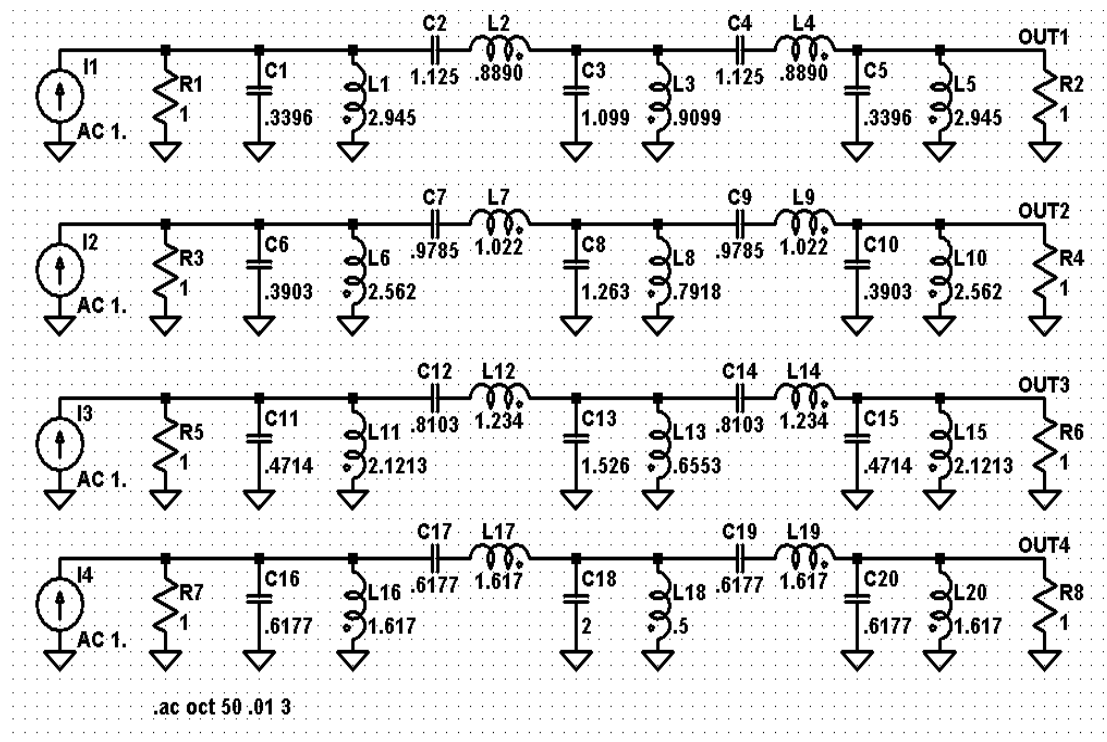 C2 L2 C4 L4 OUT1
I1 R1 C1 L1 C3 L3 C5 L5 R2
1.125 .8890 1.125 .8890
1 .3396 2.945 1.099 .9099 .3396 2.945 1
AC 1.
C7 L7 C9 L9 OUT2
I2 R3 C6 L6 C8 L8 C10 L10 R4
.9785 1.022 .9785 1.022
1 .3903 2.562 1.263 .7918 .3903 2.562 1
AC 1.
C12 L12 C14 L14 OUT3
I3 R5 C11 L11 C13 L13 C15 L15 R6
.8103 1.234 .8103 1.234
1 .4714 2.1213 1.526 .6553 .4714 2.1213 1
AC 1.
C17 L17 C19 L19 OUT4
I4 R7 C16 L16 C18 L18 C20 L20 R8
.6177 1.617 .6177 1.617
1 .6177 1.617 2 .5 .6177 1.617 1
AC 1.
.ac oct 50 .01 3